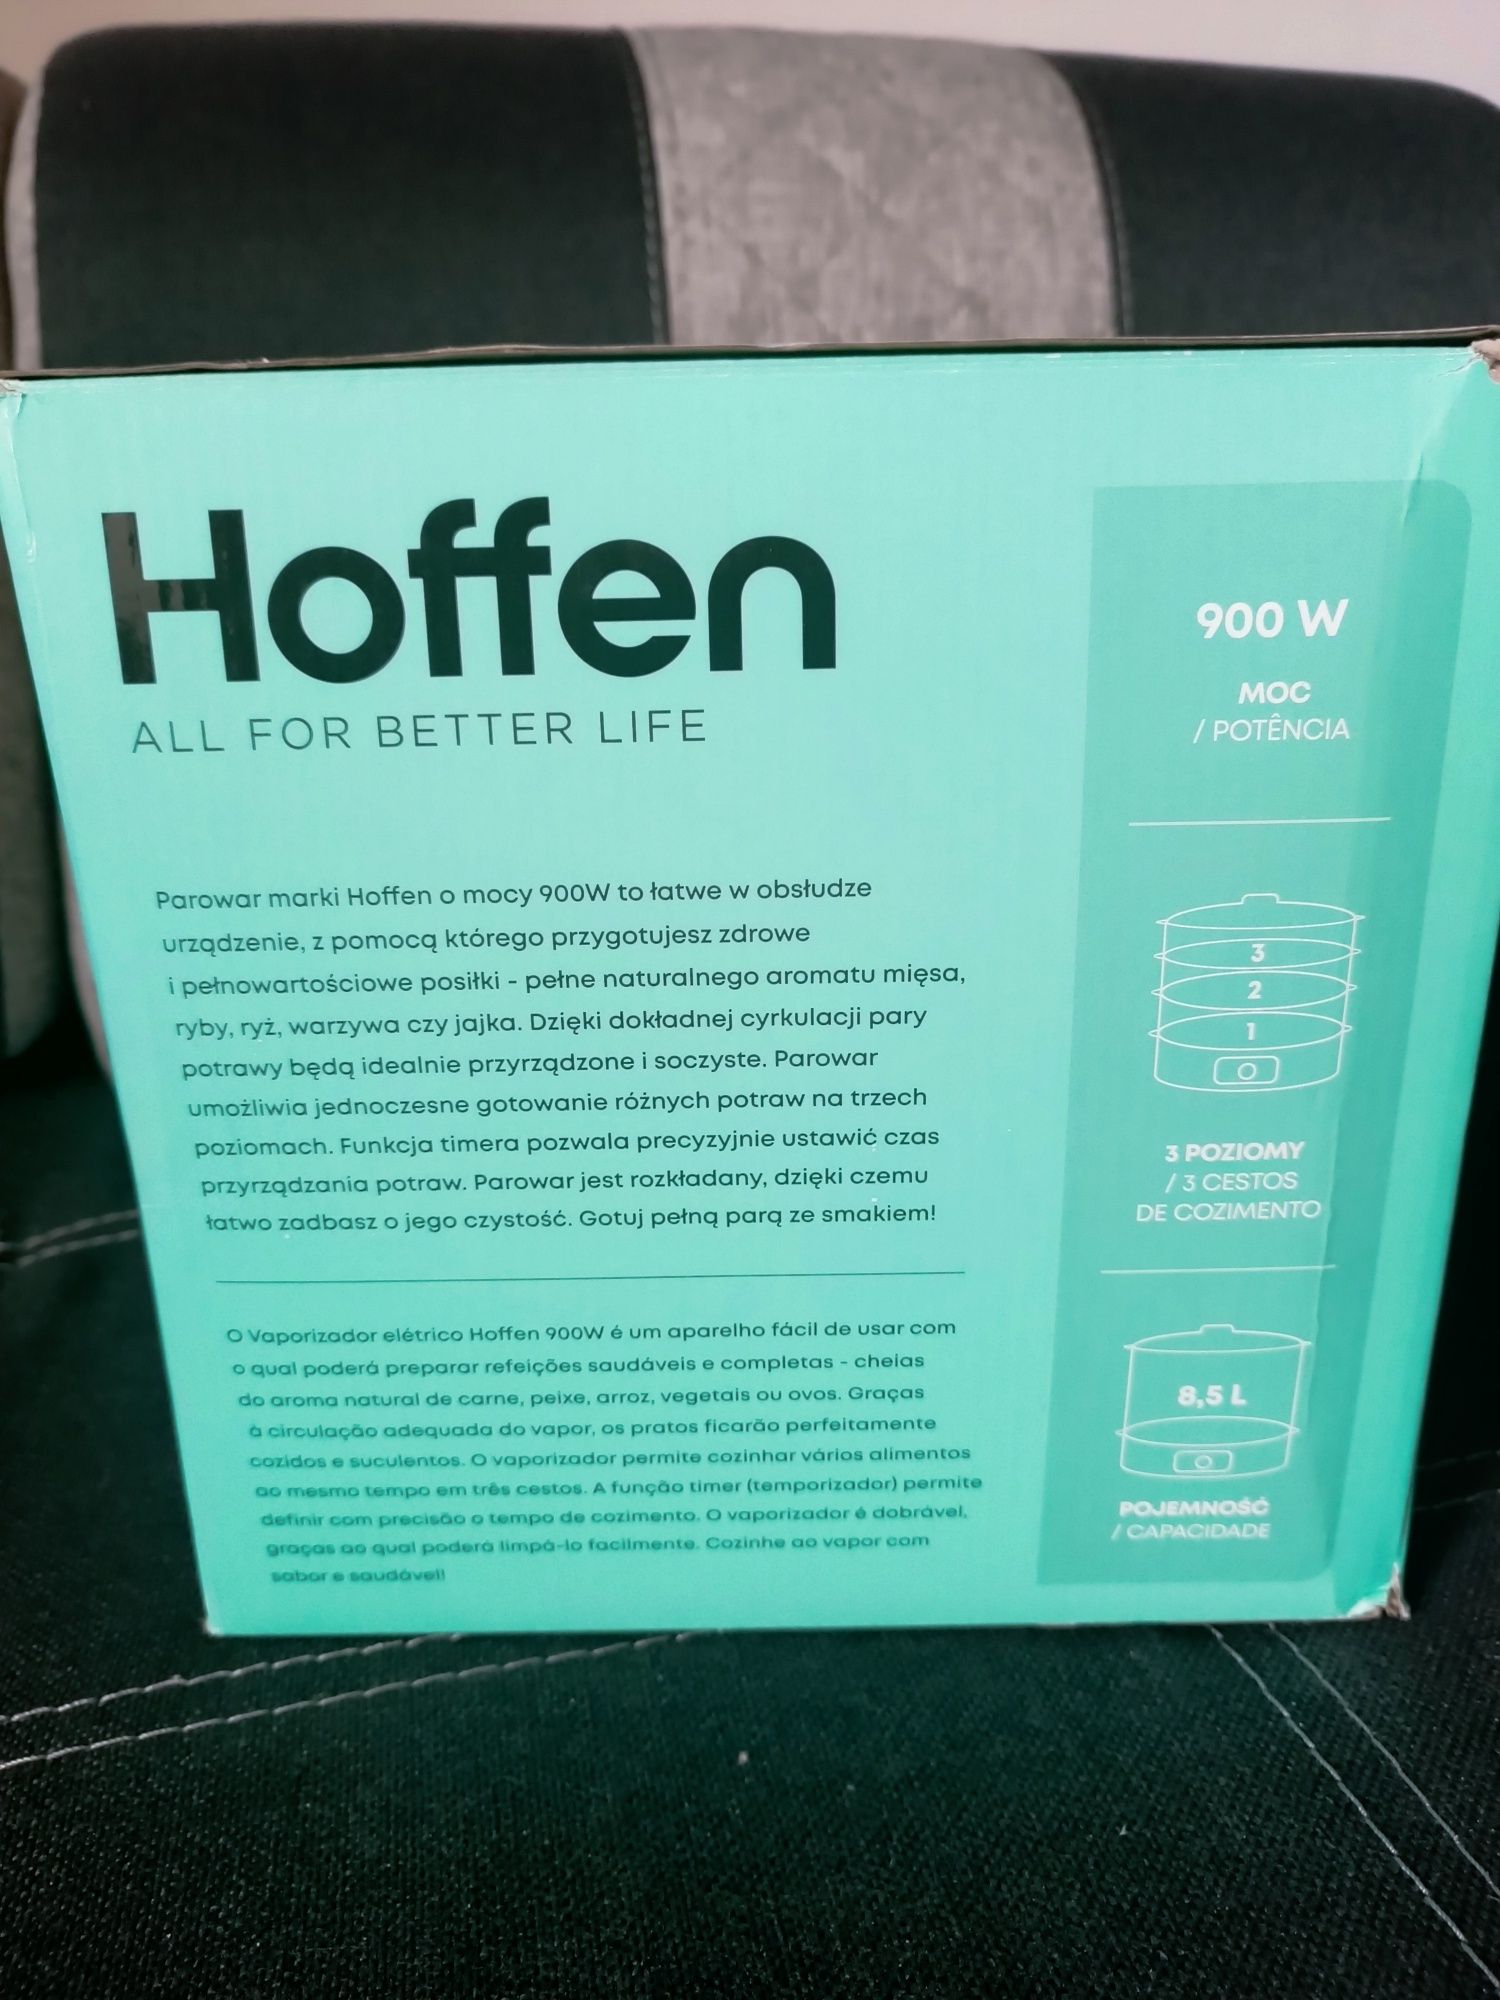 Hoffen
ALL FOR BETTER LIFE
Parowar marki Hoffen o mocy 900W to łatwe w obsłudze
urządzenie, z pomocą którego przygotujesz zdrowe
i pełnowartościowe posiłki - pełne naturalnego aromatu mięsa,
ryby, ryż, warzywa czy jajka. Dzięki dokładnej cyrkulacji pary
potrawy będą idealnie przyrządzone i soczyste. Parowar
umożliwia jednoczesne gotowanie różnych potraw na trzech
poziomach. Funkcja timera pozwala precyzyjnie ustawić czas
przyrządzania potraw. Parowar jest rozkładany, dzięki czemu
łatwo zadbasz o jego czystość. Gotuj pełną parą ze smakiem!
O Vaporizador elétrico Hoffen 900W é um aparelho fácil de usar com
o qual poderá preparar refeições saudáveis e completas - cheias
do aroma natural de carne, peixe, arroz, vegetais ou ovos. Graças
à circulação adequada do vapor, os pratos ficarão perfeitamente
cozidos e suculentos. O vaporizador permite cozinhar vários alimentos
ao mesmo tempo em três cestos. A função timer (temporizador) permite
definir com precisão o tempo de cozimento. O vaporizador é dobrável,
graças ao qual poderá limpá-lo facilmente. Cozinhe ao vapor com
sabor e saudável!
900 W
MOC
/ POTÊNCIA
3
2
1
3 POZIOMY
/ 3 CESTOS
DE COZIMENTO
8,5 L
POJEMNOŚĆ
/ CAPACIDADE